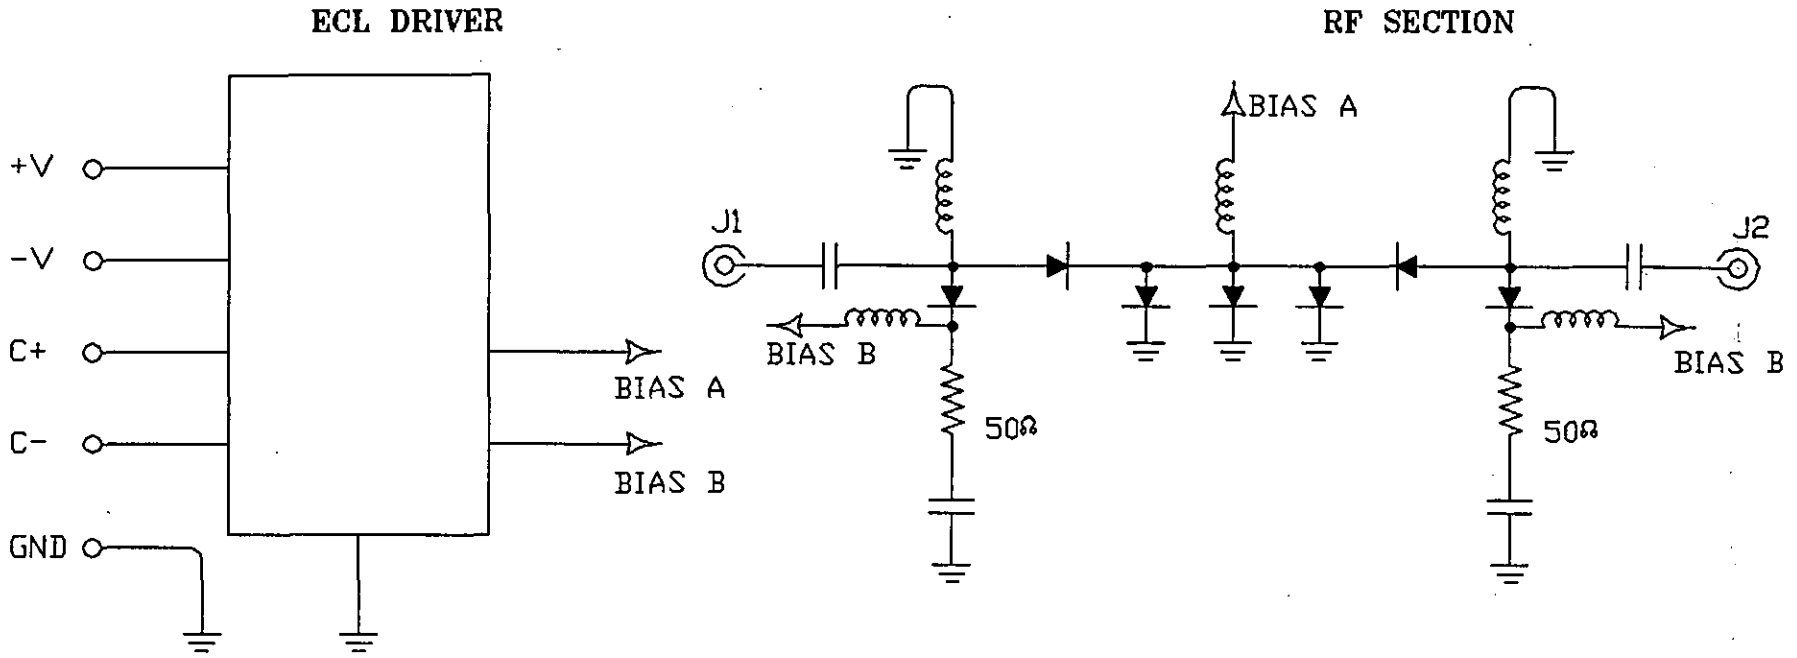 ECL DRIVER
RF SECTION
+V
-V
C+
C-
GND
BIAS A
BIAS B
J1
BIAS A
J2
BIAS B
BIAS B
50Ω
50Ω